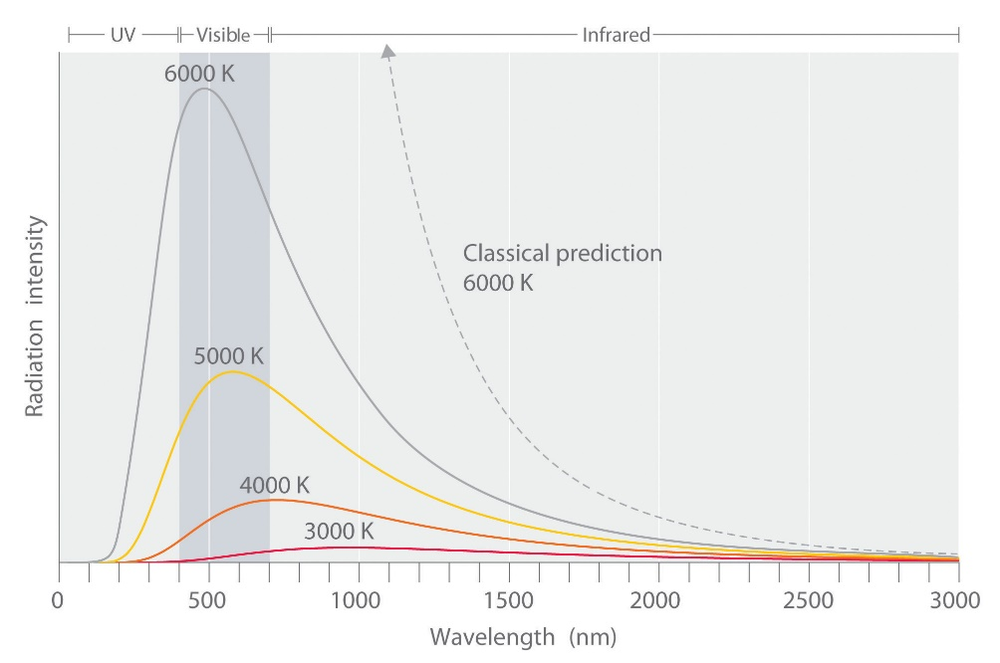 UV
Visible
Infrared
6000 K
Classical prediction
6000 K
5000 K
4000 K
3000 K
Radiation intensity
0
500
1000
1500
2000
2500
3000
Wavelength (nm)